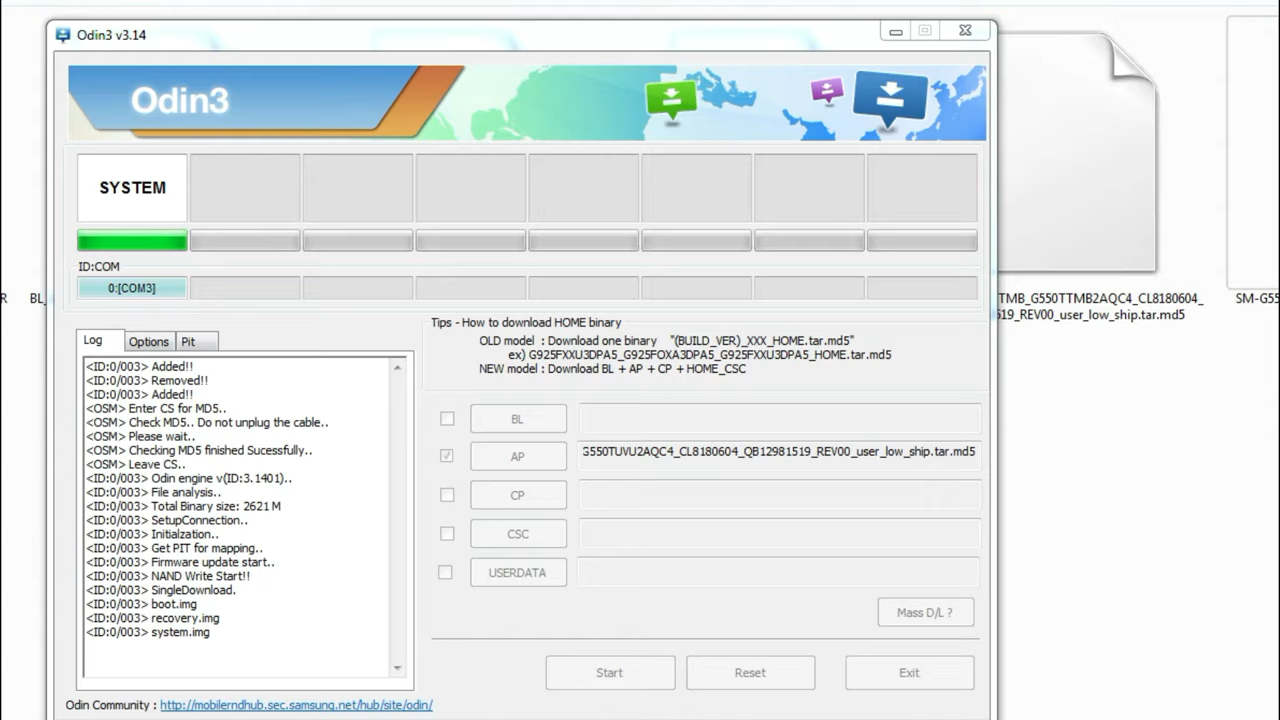 Odin3 v3.14
Odin3
SYSTEM
ID:COM
0:[COM3]
Log
Options
Pit
<ID:0/003> Added!!
<ID:0/003> Removed!!
<ID:0/003> Added!!
<OSM> Enter CS for MD5..
<OSM> Check MD5.. Do not unplug the cable..
<OSM> Please wait..
<OSM> Checking MD5 finished Sucessfully..
<OSM> Leave CS..
<ID:0/003> Odin engine v(ID:3.1401)..
<ID:0/003> File analysis..
<ID:0/003> Total Binary size: 2621 M
<ID:0/003> SetupConnection..
<ID:0/003> Initialzation..
<ID:0/003> Get PIT for mapping..
<ID:0/003> Firmware update start..
<ID:0/003> NAND Write Start!!
<ID:0/003> SingleDownload.
<ID:0/003> boot.img
<ID:0/003> recovery.img
<ID:0/003> system.img
Tips - How to download HOME binary
OLD model : Download one binary "(BUILD_VER)_XXX_HOME.tar.md5"
ex) G925FXXU3DPA5_G925FOXA3DPA5_G925FXXU3DPA5_HOME.tar.md5
NEW model : Download BL + AP + CP + HOME_CSC
BL
AP
G550TUVU2AQC4_CL8180604_QB12981519_REV00_user_low_ship.tar.md5
CP
CSC
USERDATA
Mass D/L ?
Start
Reset
Exit
Odin Community : http://mobilerndhub.sec.samsung.net/hub/site/odin/
R
BL_
TMB_G550TTMB2AQC4_CL8180604_
519_REV00_user_low_ship.tar.md5
SM-G55